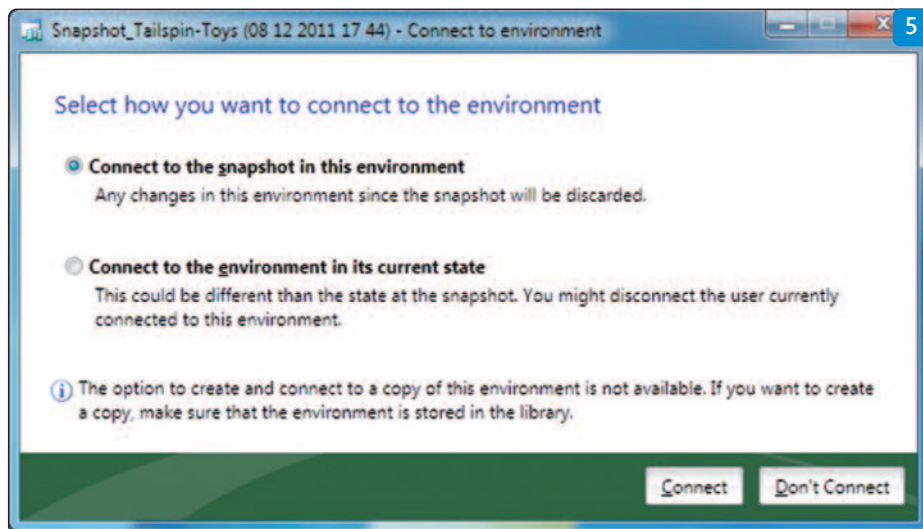 Snapshot_Tailspin-Toys (08 12 2011 17 44) - Connect to environment
5
Select how you want to connect to the environment
Connect to the snapshot in this environment
Any changes in this environment since the snapshot will be discarded.
Connect to the environment in its current state
This could be different than the state at the snapshot. You might disconnect the user currently
connected to this environment.
The option to create and connect to a copy of this environment is not available. If you want to create
a copy, make sure that the environment is stored in the library.
Connect
Don't Connect